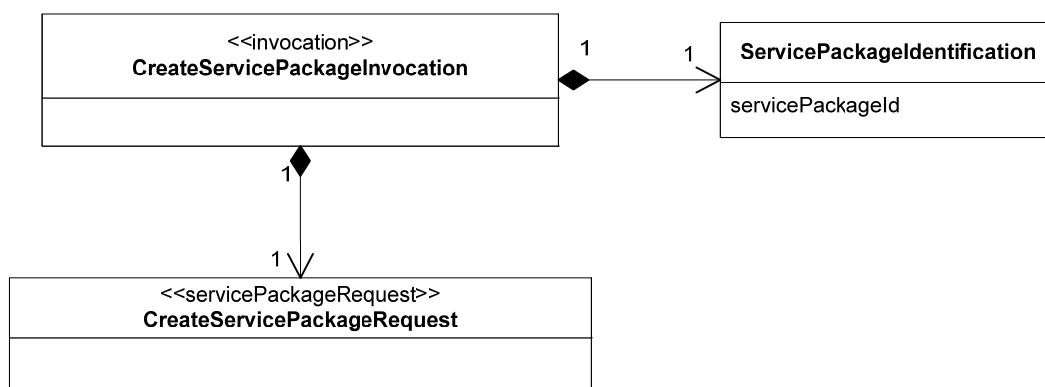 <<invocation>>
CreateServicePackageInvocation
1
1
ServicePackageIdentification
servicePackageId
1
1
<<servicePackageRequest>>
CreateServicePackageRequest